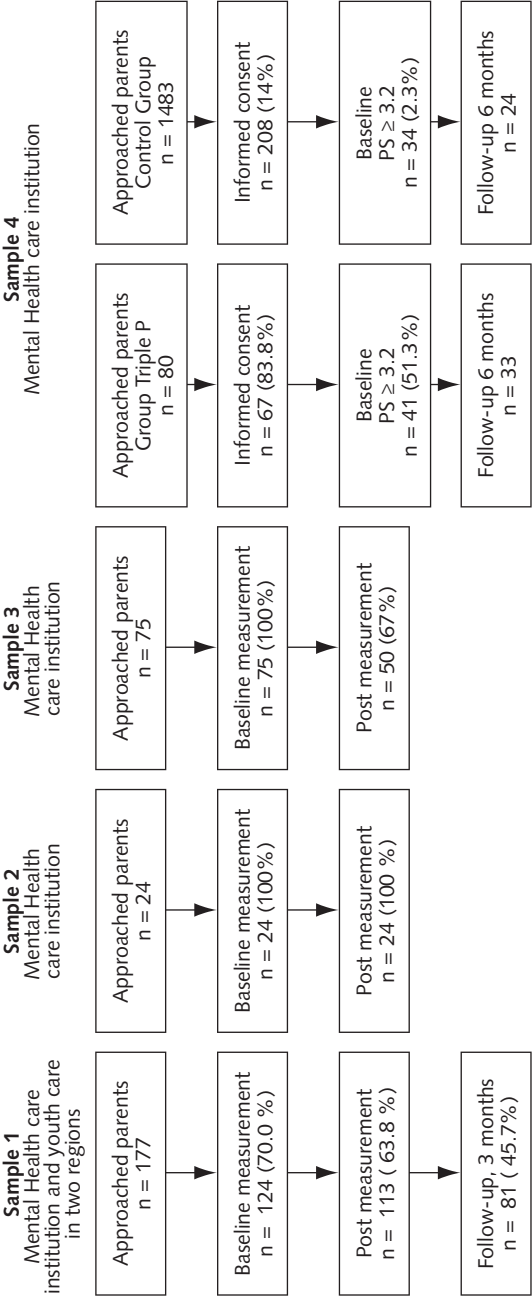 Sample 1
Mental Health care
institution and youth care
in two regions
Approached parents
n = 177
Baseline measurement
n = 124 (70.0 %)
Post measurement
n = 113 ( 63.8 %)
Follow-up, 3 months
n = 81 ( 45.7%)
Sample 2
Mental Health
care institution
Approached parents
n = 24
Baseline measurement
n = 24 (100%)
Post measurement
n = 24 (100 %)
Sample 3
Mental Health
care institution
Approached parents
n = 75
Baseline measurement
n = 75 (100%)
Post measurement
n = 50 (67%)
Sample 4
Mental Health care institution
Approached parents
Group Triple P
n = 80
Informed consent
n = 67 (83.8%)
Baseline
PS ≥ 3.2
n = 41 (51.3%)
Follow-up 6 months
n = 33
Approached parents
Control Group
n = 1483
Informed consent
n = 208 (14%)
Baseline
PS ≥ 3.2
n = 34 (2.3%)
Follow-up 6 months
n = 24